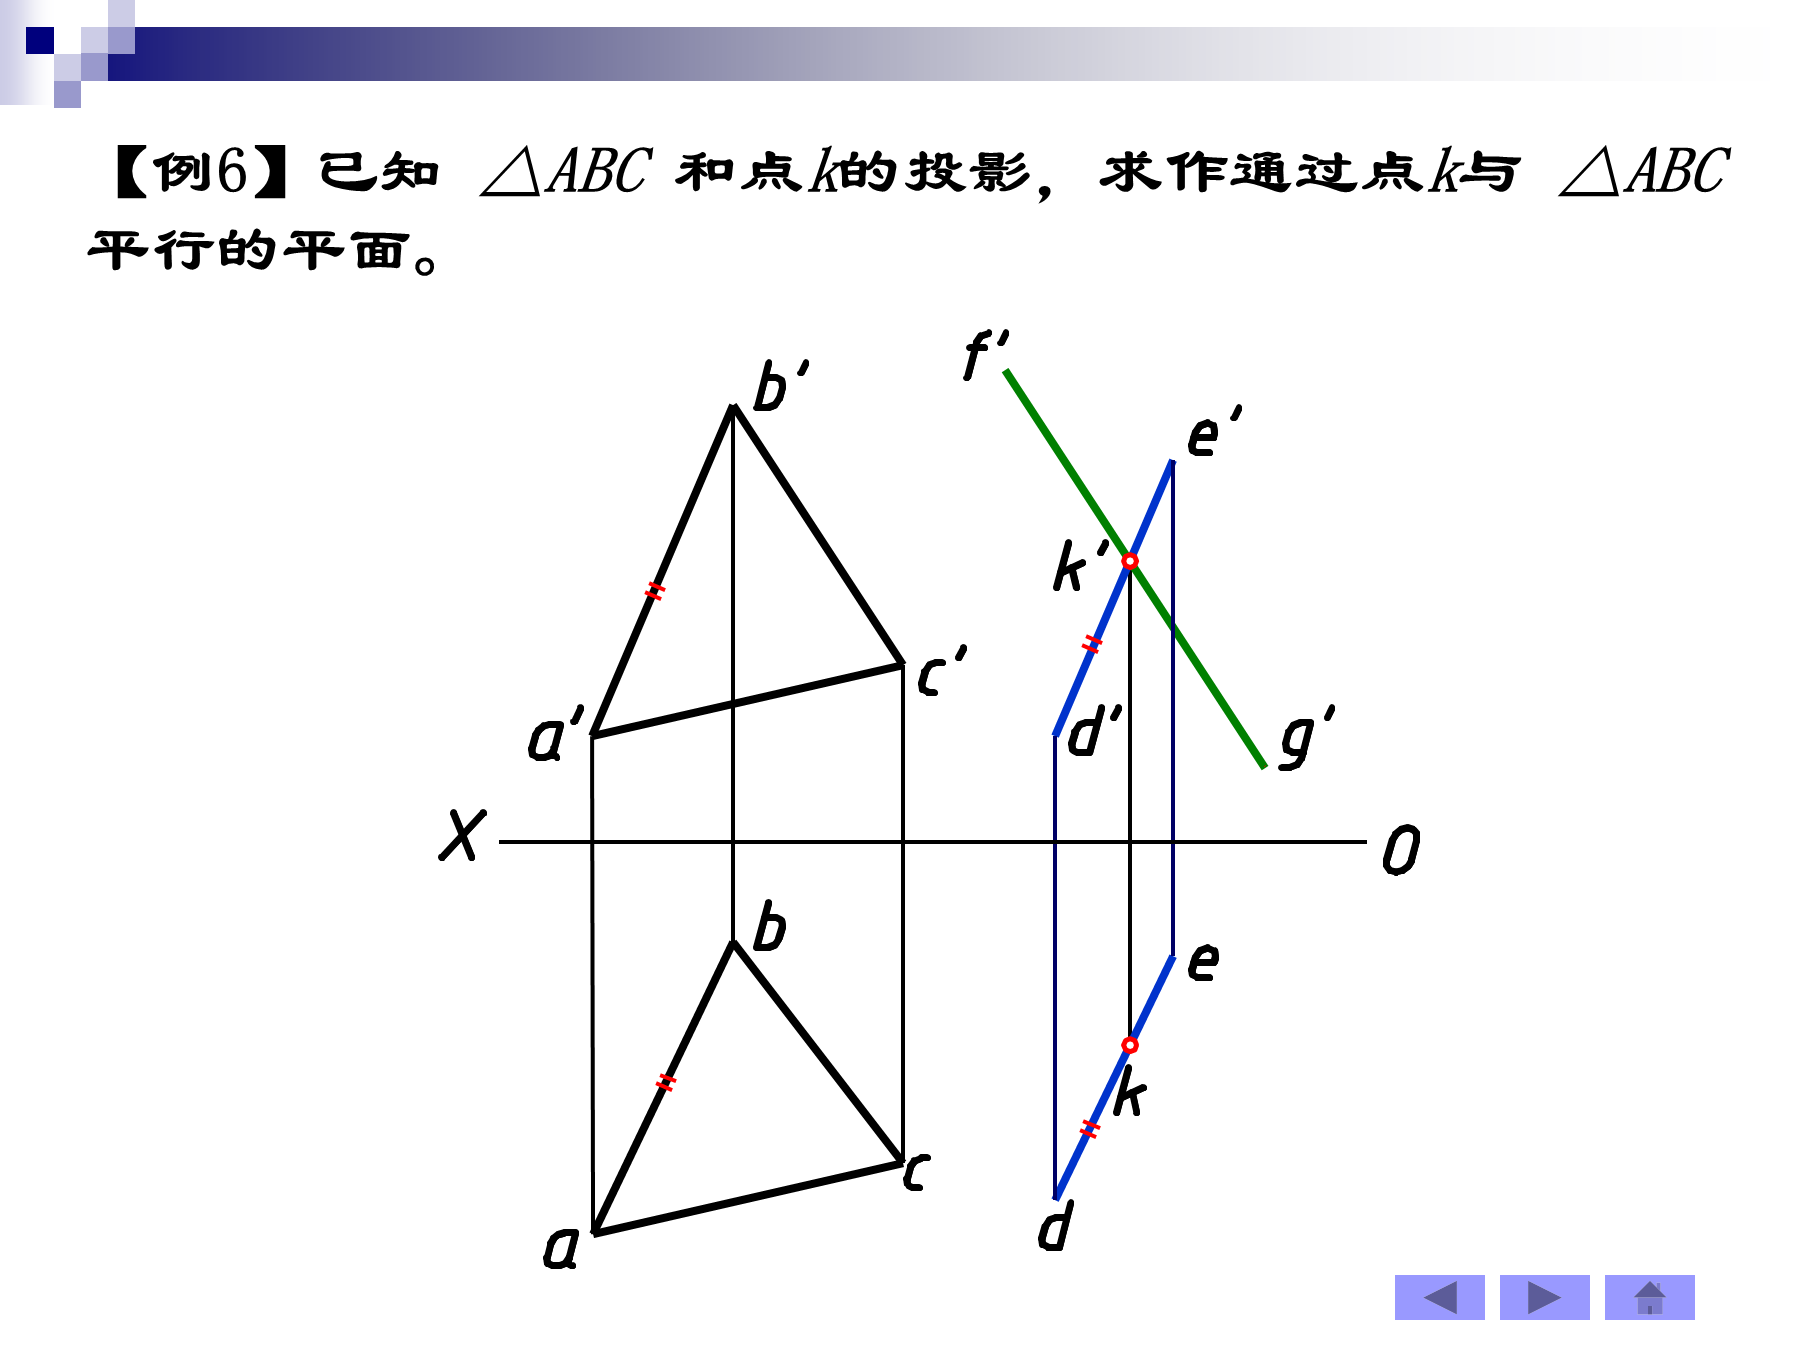 【例6】已知 △ABC 和点k的投影，求作通过点k与 △ABC
平行的平面。
f′
b′
e′
k′
c′
a′
d′
g′
X
O
b
e
k
c
d
a